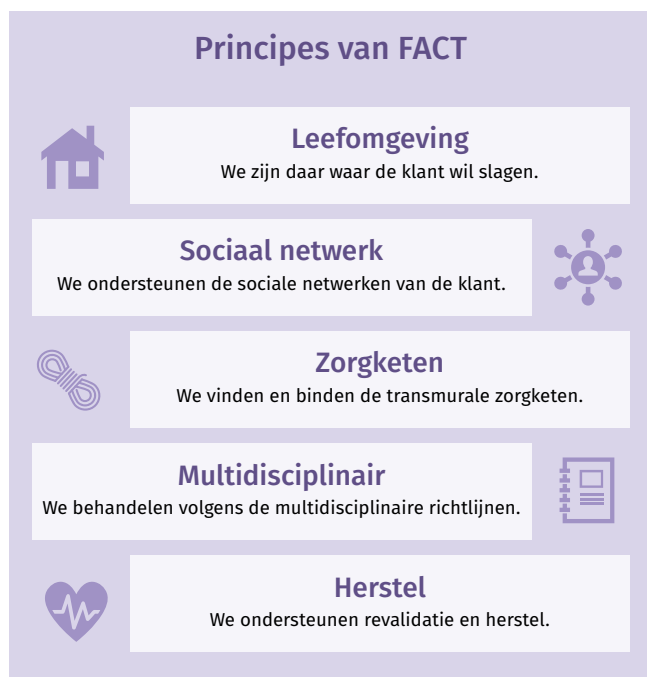 Principes van FACT
Leefomgeving
We zijn daar waar de klant wil slagen.
Sociaal netwerk
We ondersteunen de sociale netwerken van de klant.
Zorgketen
We vinden en binden de transmurale zorgketen.
Multidisciplinair
We behandelen volgens de multidisciplinaire richtlijnen.
Herstel
We ondersteunen revalidatie en herstel.